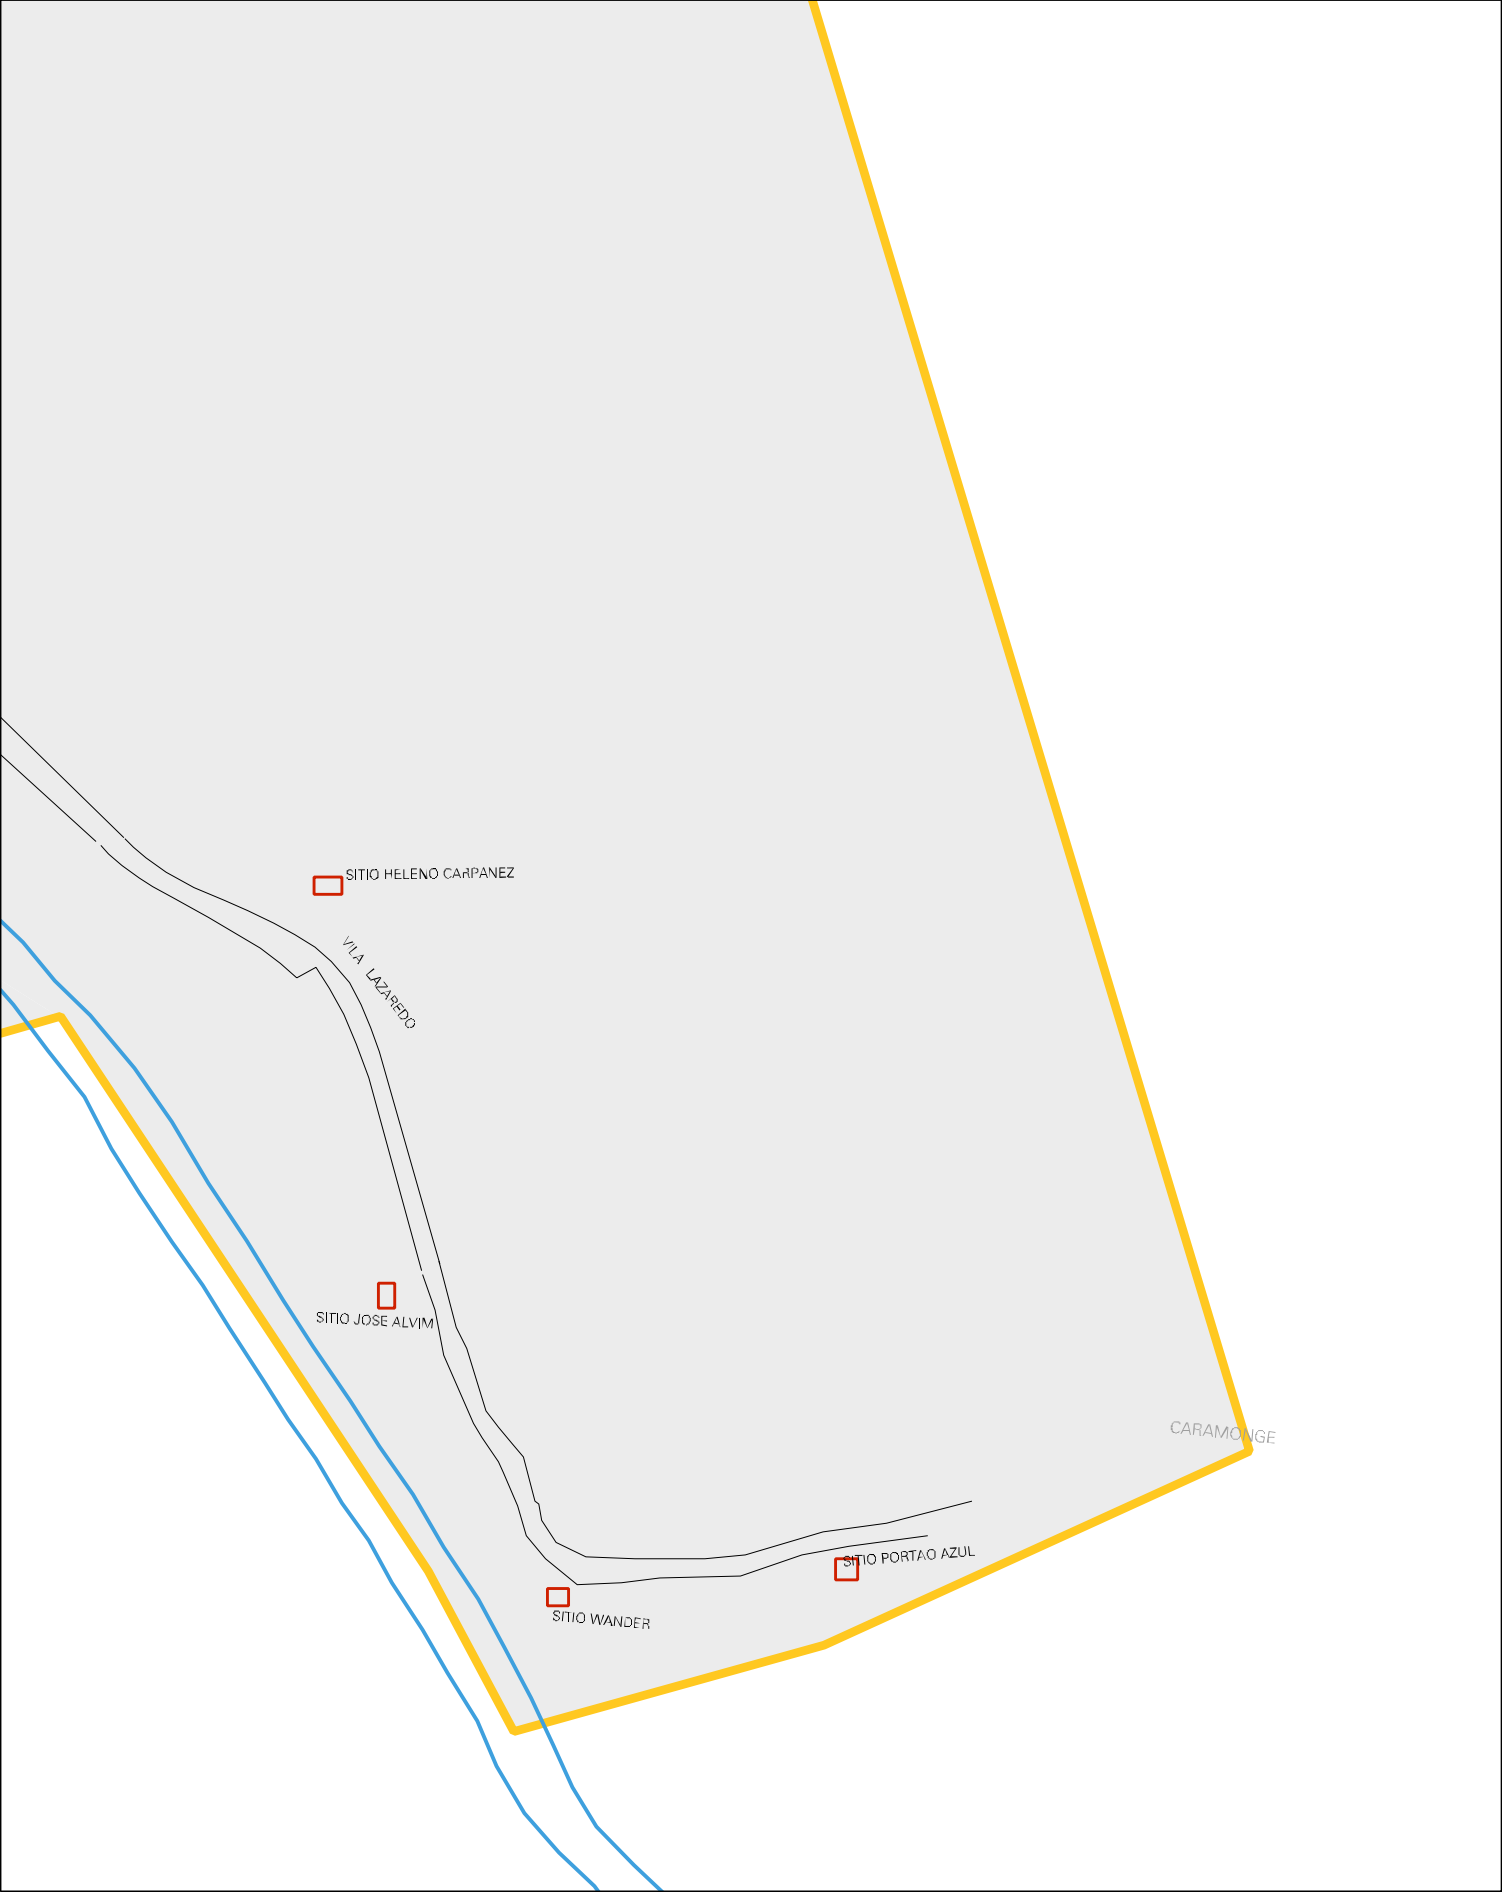 SITIO HELENO CARPANEZ
VILA LAZAREDO
SITIO JOSE ALVIM
CARAMONGE
SITIO PORTAO AZUL
SITIO WANDER